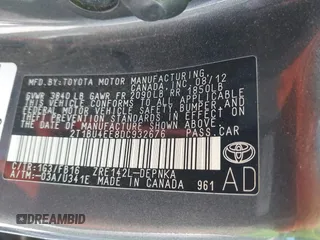 MFD.BY:TOYOTA MOTOR MANUFACTURING
CANADA, INC. 08/12
GVWR 3840 LB GAWR FR 2090LB RR 1850LB
THIS VEHICLE CONFORMS TO ALL APPLICABLE
FEDERAL MOTOR VEHICLE SAFETY, BUMPER, AND
THEFT PREVENTION STANDARDS IN EFFECT ON
THE DATE OF MANUFACTURE SHOWN ABOVE.
2T1BU4EE8DC932676 PASS. CAR
C/TR:1G3/FB16 ZRE142L-DEPNKA
A/TM:-03A/U341E MADE IN CANADA 961
AD
TOYOTA